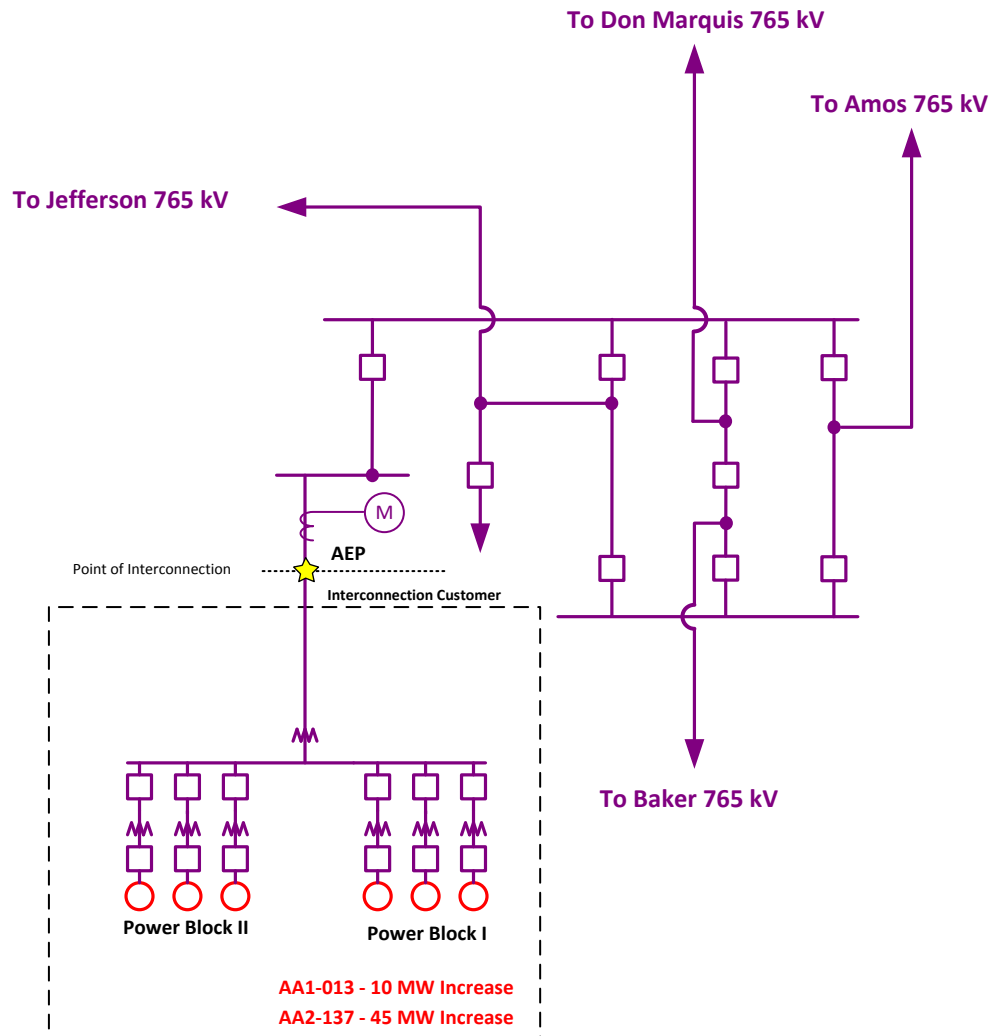 To Don Marquis 765 kV
To Amos 765 kV
To Jefferson 765 kV
M
AEP
Point of Interconnection
Interconnection Customer
To Baker 765 kV
Power Block II
Power Block I
AA1-013 - 10 MW Increase
AA2-137 - 45 MW Increase